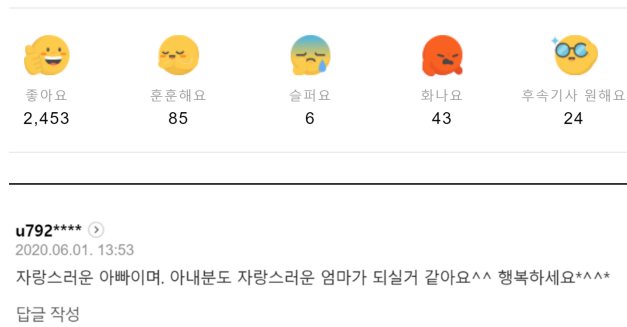 좋아요 훈훈해요 슬퍼요 화나요 후속기사 원해요
2,453 85 6 43 24
u792****
2020.06.01. 13:53
자랑스러운 아빠이며. 아내분도 자랑스러운 엄마가 되실거 같아요^^ 행복하세요*^^*
답글 작성